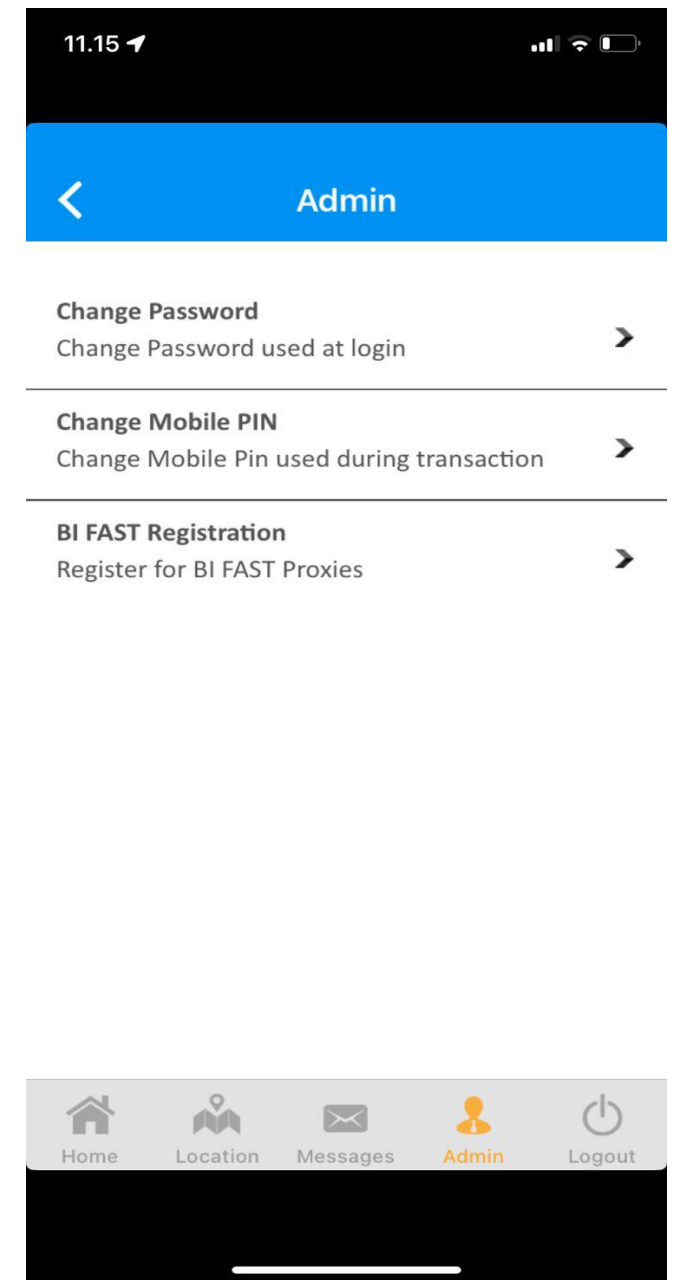 11.15
Admin
Change Password
Change Password used at login
Change Mobile PIN
Change Mobile Pin used during transaction
BI FAST Registration
Register for BI FAST Proxies
Home Location Messages Admin Logout